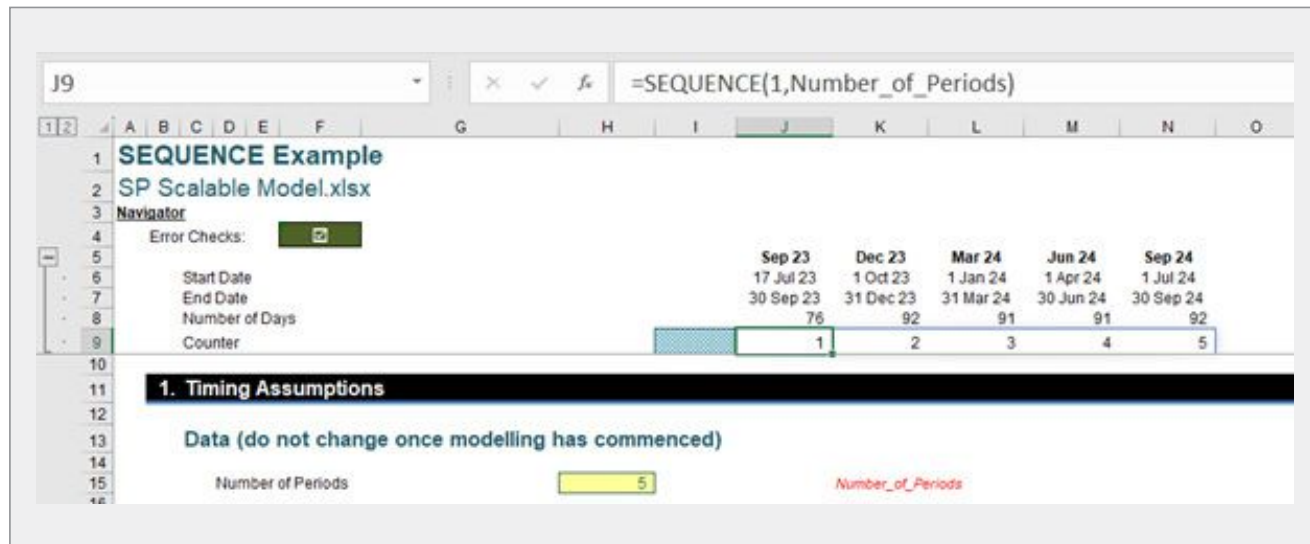 J9 fx =SEQUENCE(1,Number_of_Periods)
1 2 A B C D E F G H I J K L M N O
1 SEQUENCE Example
2 SP Scalable Model.xlsx
3 Navigator
4 Error Checks:
5 Sep 23 Dec 23 Mar 24 Jun 24 Sep 24
6 Start Date 17 Jul 23 1 Oct 23 1 Jan 24 1 Apr 24 1 Jul 24
7 End Date 30 Sep 23 31 Dec 23 31 Mar 24 30 Jun 24 30 Sep 24
8 Number of Days 76 92 91 91 92
9 Counter 1 2 3 4 5
10
11 1. Timing Assumptions
12
13 Data (do not change once modelling has commenced)
14
15 Number of Periods 5 Number_of_Periods
16